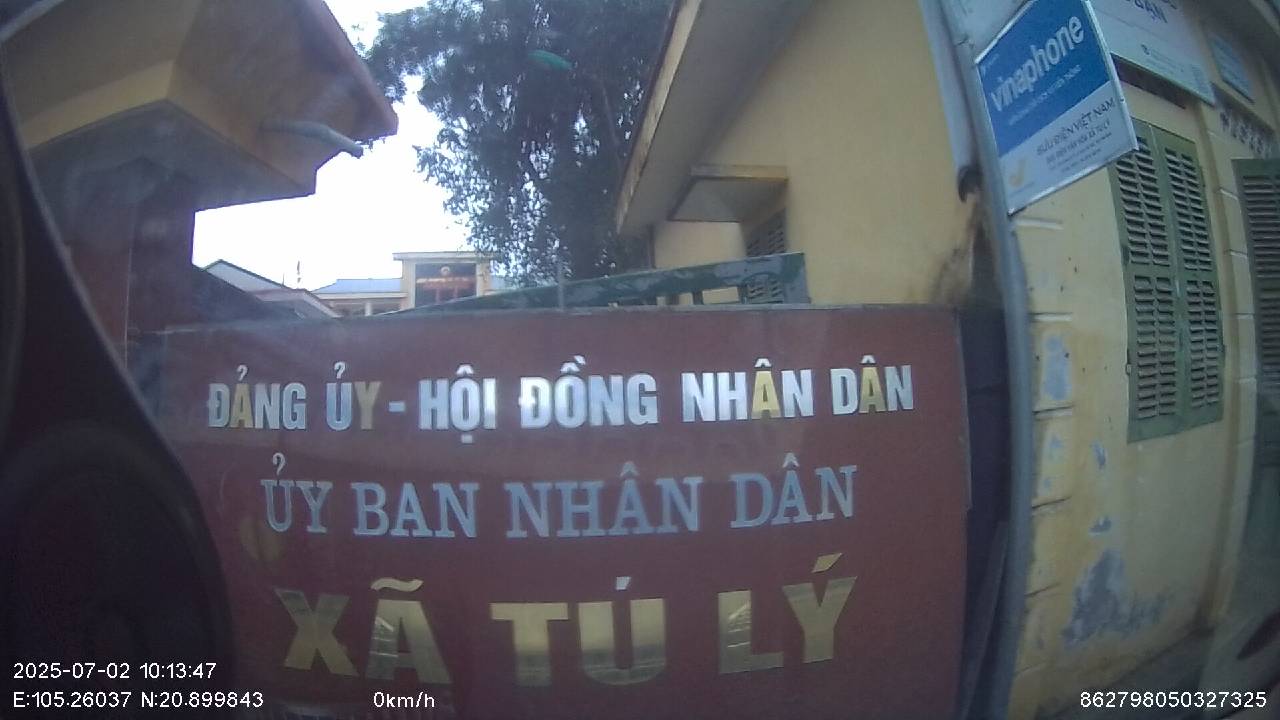 vinaphone
BƯU ĐIỆN VIỆT NAM
ĐẢNG ỦY - HỘI ĐỒNG NHÂN DÂN
ỦY BAN NHÂN DÂN
XÃ TÚ LÝ
2025-07-02 10:13:47
E:105.26037 N:20.899843 0km/h
862798050327325